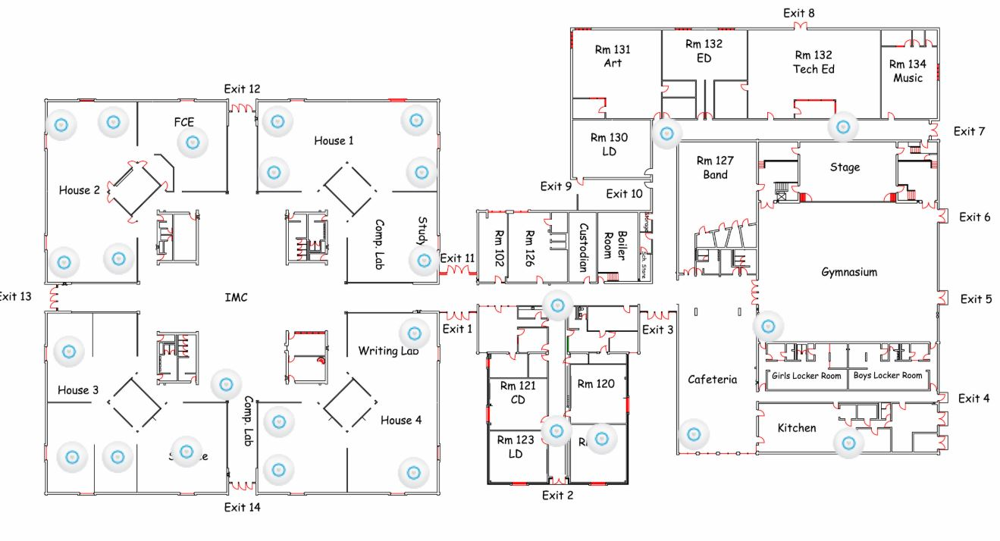 Exit 8
Rm 131
Art
Rm 132
ED
Rm 132
Tech Ed
Rm 134
Music
Exit 12
FCE
House 1
Exit 7
Rm 130
LD
Rm 127
Band
Stage
House 2
Exit 9
Exit 10
Exit 6
Comp. Lab
Study
Rm 102
Rm 126
Custodian
Boiler
Room
Storage
Exit 11
Gymnasium
Exit 13
IMC
Exit 5
Exit 1
Exit 3
Writing Lab
House 3
Comp. Lab
House 4
Rm 121
CD
Rm 120
Cafeteria
Girls Locker Room
Boys Locker Room
Exit 4
Kitchen
Rm 123
LD
Exit 2
Exit 14